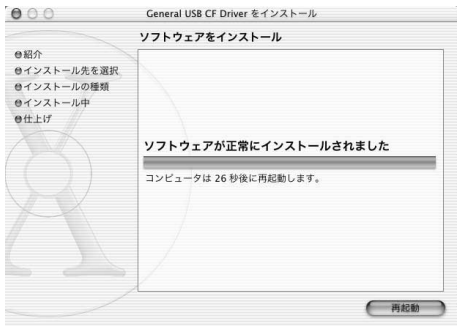 General USB CF Driver をインストール
ソフトウェアをインストール
紹介
インストール先を選択
インストールの種類
インストール中
仕上げ
ソフトウェアが正常にインストールされました
コンピュータは 26 秒後に再起動します。
再起動